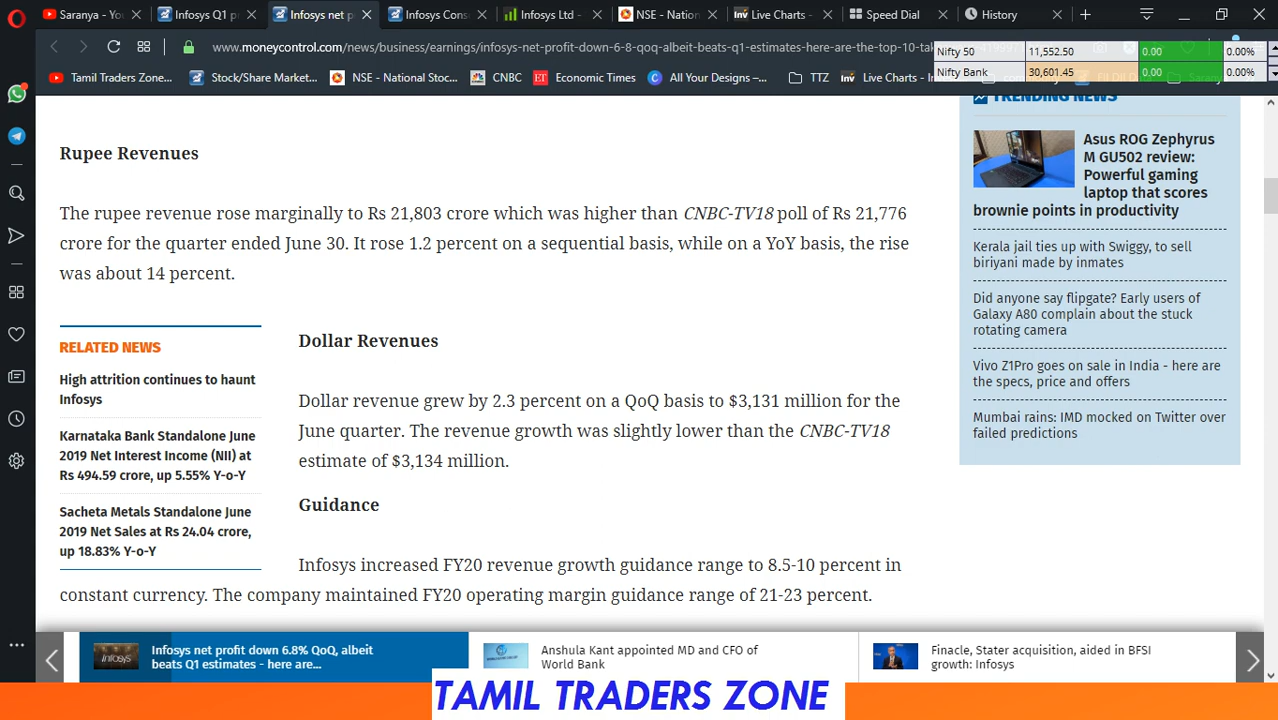 Saranya - You
Infosys Q1 p
Infosys net p
Infosys Cons
Infosys Ltd -
NSE - Nation
Live Charts -
Speed Dial
History
www.moneycontrol.com/news/business/earnings/infosys-net-profit-down-6-8-qoq-albeit-beats-q1-estimates-here-are-the-top-10-tak
Nifty 50 11,552.50 0.00 0.00%
Nifty Bank 30,601.45 0.00 0.00%
Tamil Traders Zone...
Stock/Share Market...
NSE - National Stoc...
CNBC
Economic Times
All Your Designs –...
TTZ
Live Charts - In
TRENDING NEWS
Rupee Revenues
The rupee revenue rose marginally to Rs 21,803 crore which was higher than CNBC-TV18 poll of Rs 21,776
crore for the quarter ended June 30. It rose 1.2 percent on a sequential basis, while on a YoY basis, the rise
was about 14 percent.
Asus ROG Zephyrus
M GU502 review:
Powerful gaming
laptop that scores
brownie points in productivity
Kerala jail ties up with Swiggy, to sell
biriyani made by inmates
Did anyone say flipgate? Early users of
Galaxy A80 complain about the stuck
rotating camera
Vivo Z1Pro goes on sale in India - here are
the specs, price and offers
Mumbai rains: IMD mocked on Twitter over
failed predictions
RELATED NEWS
High attrition continues to haunt
Infosys
Karnataka Bank Standalone June
2019 Net Interest Income (NII) at
Rs 494.59 crore, up 5.55% Y-o-Y
Sacheta Metals Standalone June
2019 Net Sales at Rs 24.04 crore,
up 18.83% Y-o-Y
Dollar Revenues
Dollar revenue grew by 2.3 percent on a QoQ basis to $3,131 million for the
June quarter. The revenue growth was slightly lower than the CNBC-TV18
estimate of $3,134 million.
Guidance
Infosys increased FY20 revenue growth guidance range to 8.5-10 percent in
constant currency. The company maintained FY20 operating margin guidance range of 21-23 percent.
Infosys net profit down 6.8% QoQ, albeit
beats Q1 estimates - here are...
Anshula Kant appointed MD and CFO of
World Bank
Finacle, Stater acquisition, aided in BFSI
growth: Infosys
TAMIL TRADERS ZONE